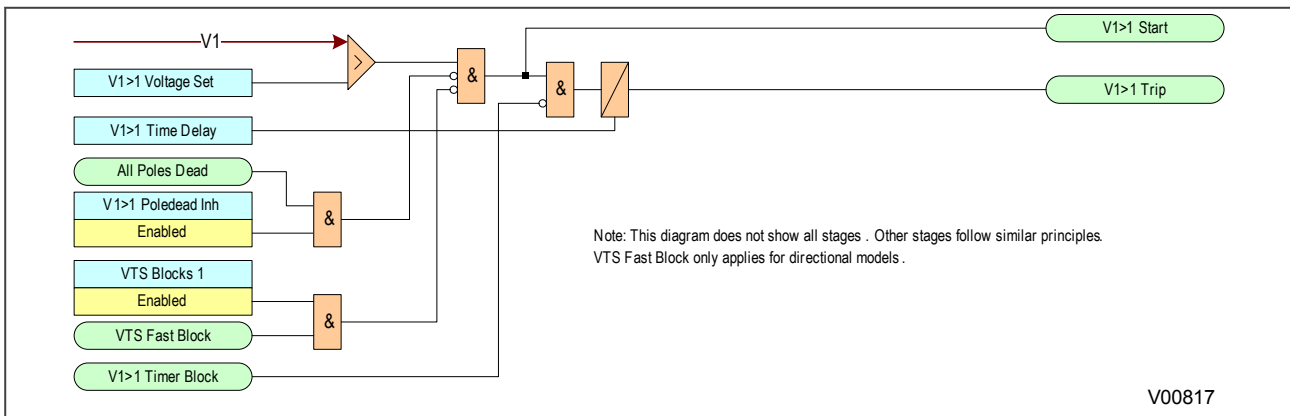 V1
V1>1 Start
V1>1 Voltage Set
>
&
&
V1>1 Trip
V1>1 Time Delay
All Poles Dead
V1>1 Poledead Inh
Enabled
&
Note: This diagram does not show all stages . Other stages follow similar principles.
VTS Fast Block only applies for directional models .
VTS Blocks 1
Enabled
&
VTS Fast Block
V1>1 Timer Block
V00817